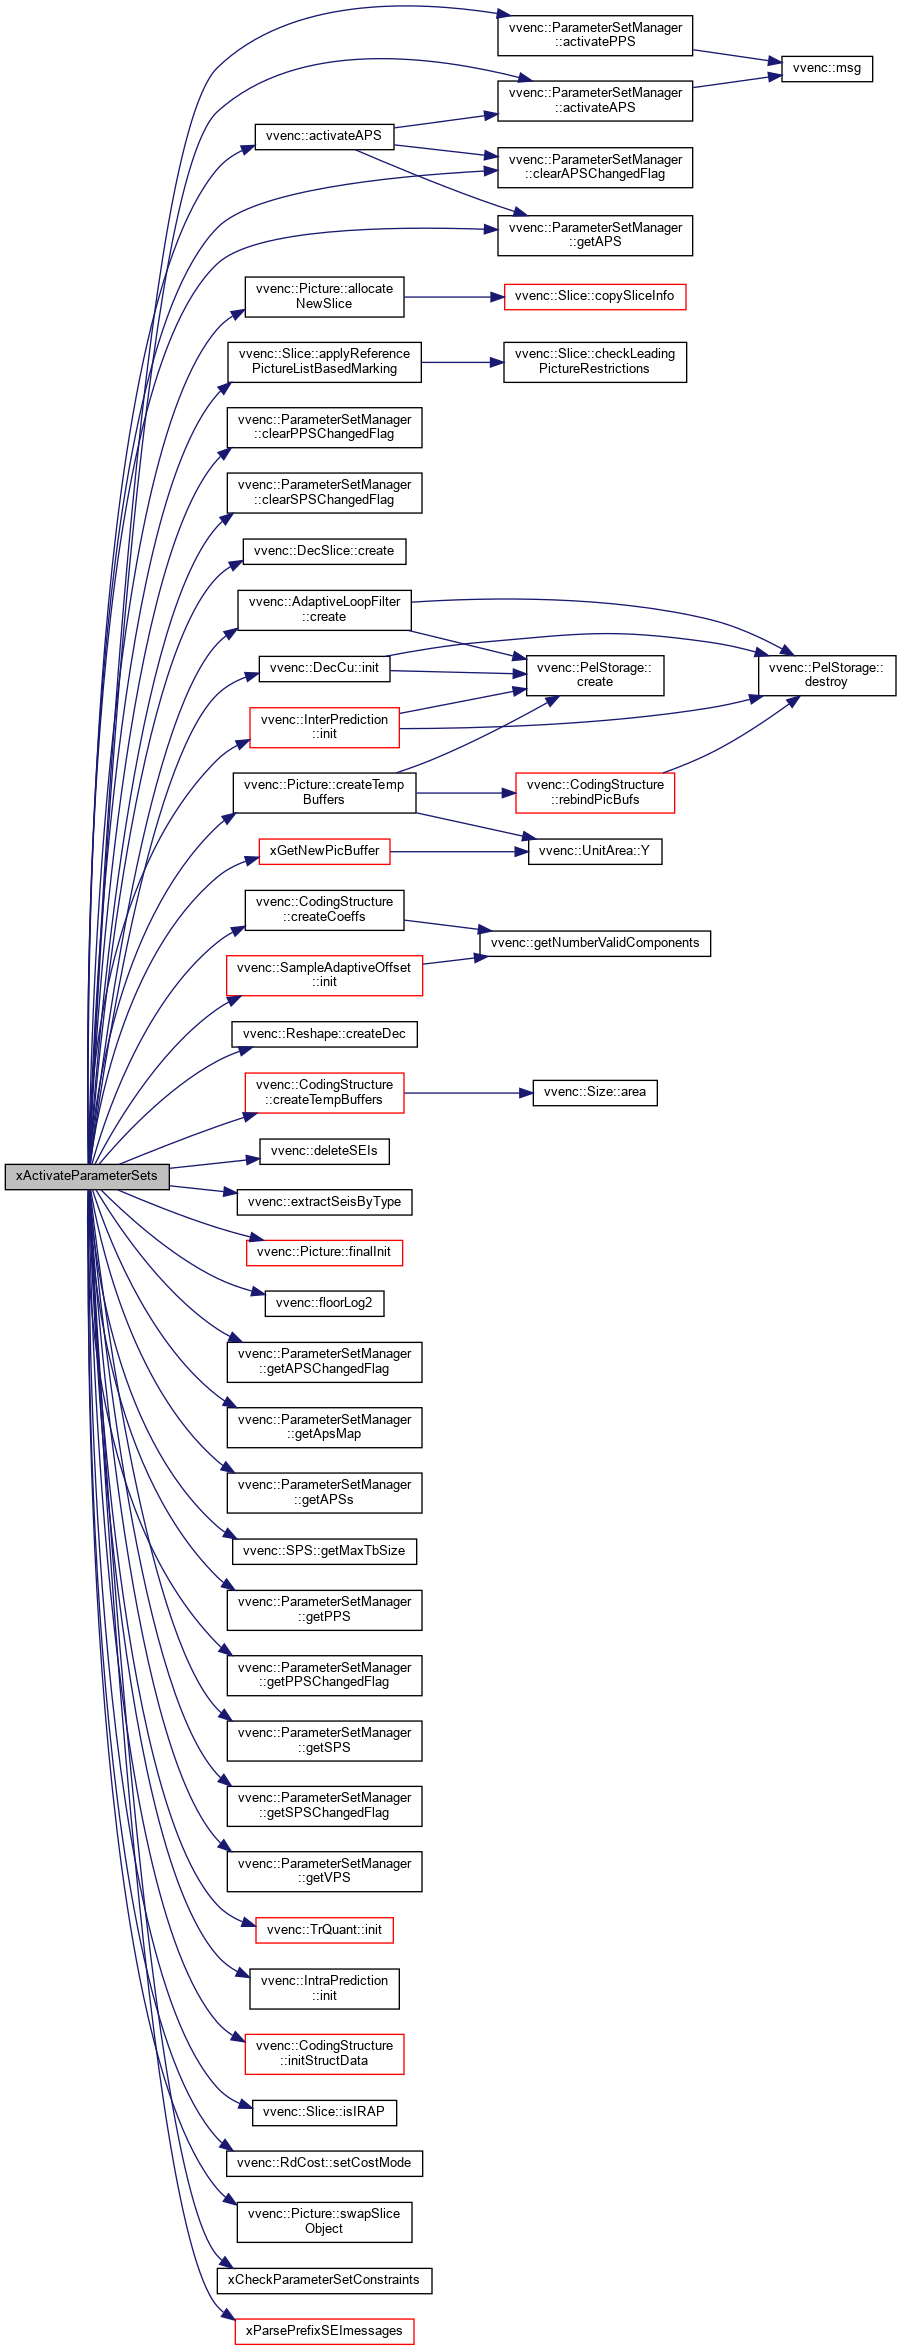 vvenc::ParameterSetManager
::activatePPS
vvenc::msg
vvenc::ParameterSetManager
::activateAPS
vvenc::activateAPS
vvenc::ParameterSetManager
::clearAPSChangedFlag
vvenc::ParameterSetManager
::getAPS
vvenc::Picture::allocate
NewSlice
vvenc::Slice::copySliceInfo
vvenc::Slice::applyReference
PictureListBasedMarking
vvenc::Slice::checkLeading
PictureRestrictions
vvenc::ParameterSetManager
::clearPPSChangedFlag
vvenc::ParameterSetManager
::clearSPSChangedFlag
vvenc::DecSlice::create
vvenc::AdaptiveLoopFilter
::create
vvenc::DecCu::init
vvenc::PelStorage::
create
vvenc::PelStorage::
destroy
vvenc::InterPrediction
::init
vvenc::Picture::createTemp
Buffers
vvenc::CodingStructure
::rebindPicBufs
xGetNewPicBuffer
vvenc::UnitArea::Y
vvenc::CodingStructure
::createCoeffs
vvenc::getNumberValidComponents
vvenc::SampleAdaptiveOffset
::init
vvenc::Reshape::createDec
vvenc::CodingStructure
::createTempBuffers
vvenc::Size::area
vvenc::deleteSEIs
xActivateParameterSets
vvenc::extractSeisByType
vvenc::Picture::finalInit
vvenc::floorLog2
vvenc::ParameterSetManager
::getAPSChangedFlag
vvenc::ParameterSetManager
::getApsMap
vvenc::ParameterSetManager
::getAPSs
vvenc::SPS::getMaxTbSize
vvenc::ParameterSetManager
::getPPS
vvenc::ParameterSetManager
::getPPSChangedFlag
vvenc::ParameterSetManager
::getSPS
vvenc::ParameterSetManager
::getSPSChangedFlag
vvenc::ParameterSetManager
::getVPS
vvenc::TrQuant::init
vvenc::IntraPrediction
::init
vvenc::CodingStructure
::initStructData
vvenc::Slice::isIRAP
vvenc::RdCost::setCostMode
vvenc::Picture::swapSlice
Object
xCheckParameterSetConstraints
xParsePrefixSEImessages